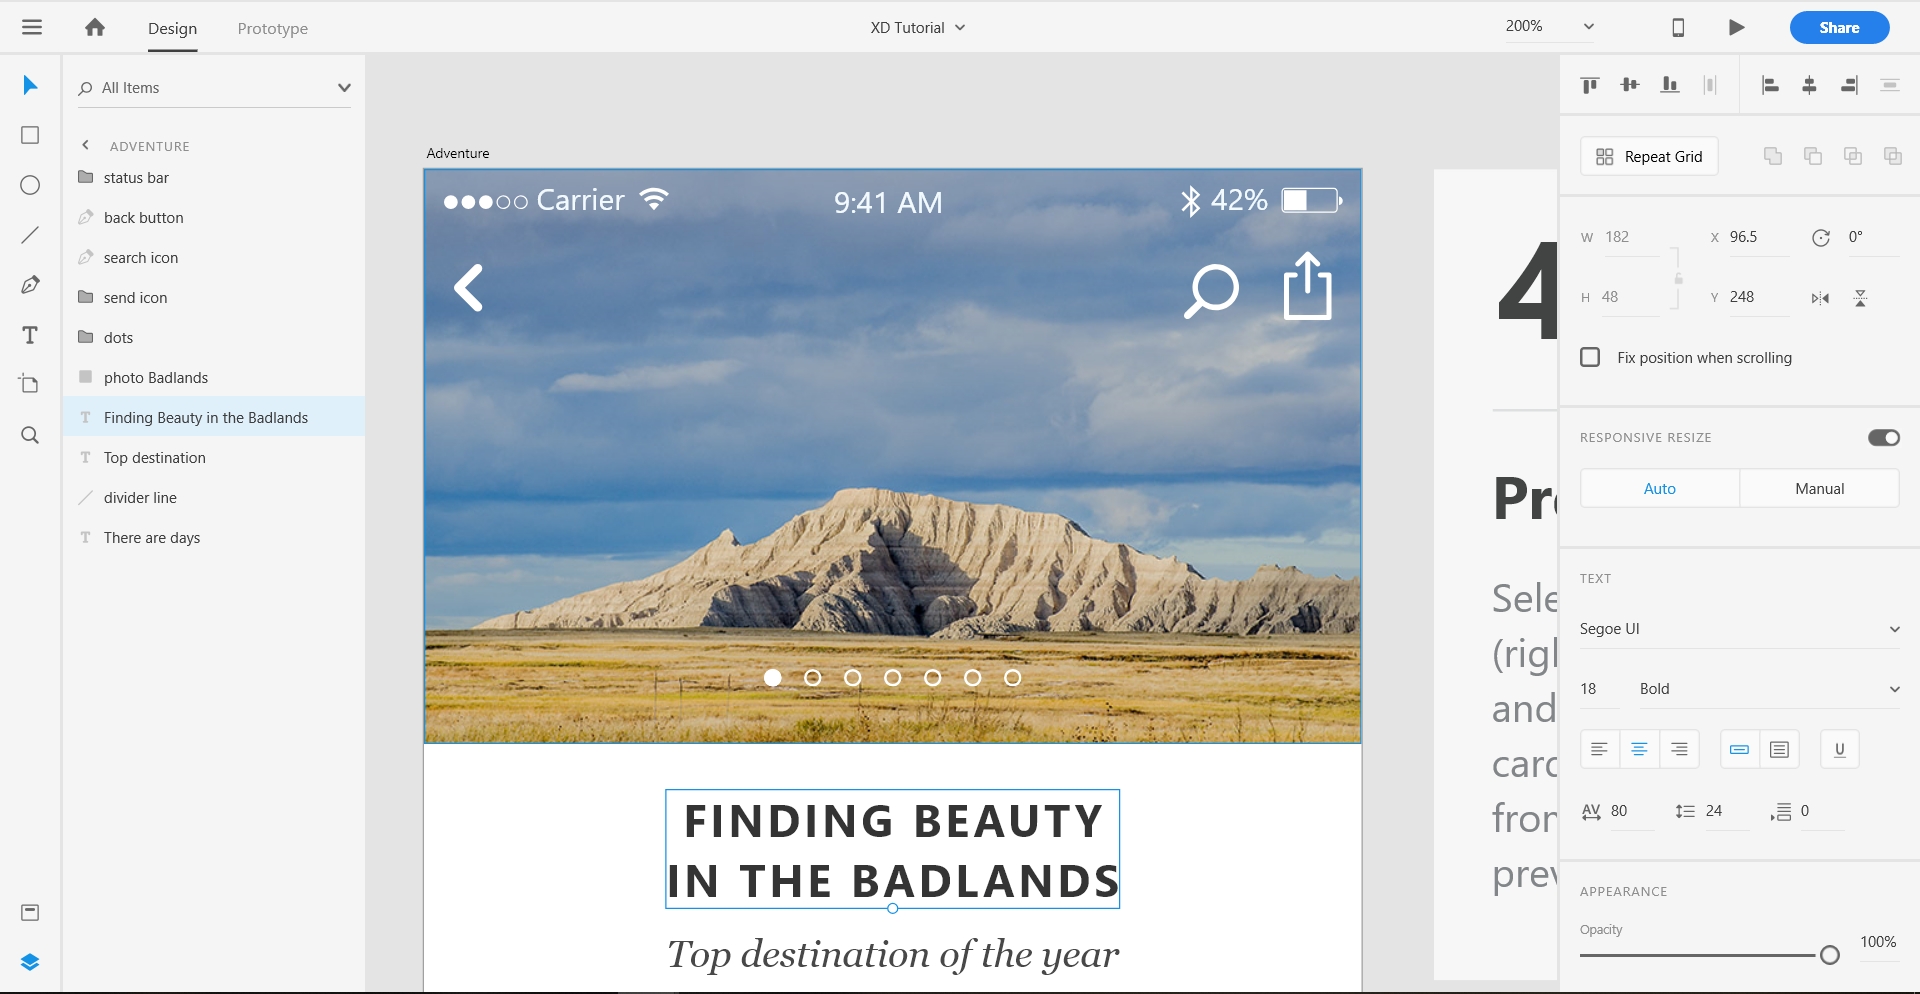 Design
Prototype
XD Tutorial
200%
Share
All Items
ADVENTURE
status bar
back button
search icon
send icon
dots
photo Badlands
Finding Beauty in the Badlands
Top destination
divider line
There are days
Adventure
Carrier
9:41 AM
42%
FINDING BEAUTY
IN THE BADLANDS
Top destination of the year
4
Pr
Sele
(rig
and
card
from
prev
Repeat Grid
W 182
X 96.5
0°
H 48
Y 248
Fix position when scrolling
RESPONSIVE RESIZE
Auto
Manual
TEXT
Segoe UI
18
Bold
U
AV 80
24
0
APPEARANCE
Opacity
100%